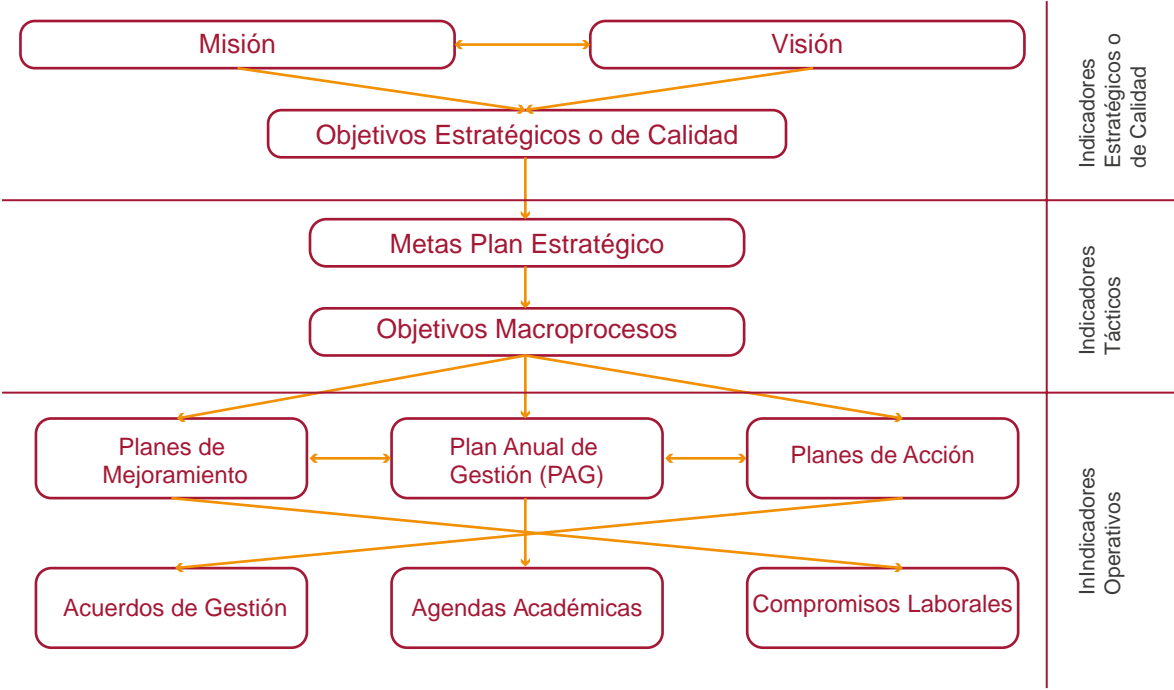 Misión
Visión
Objetivos Estratégicos o de Calidad
Indicadores
Estratégicos o
de Calidad
Metas Plan Estratégico
Objetivos Macroprocesos
Indicadores
Tácticos
Planes de
Mejoramiento
Plan Anual de
Gestión (PAG)
Planes de Acción
Acuerdos de Gestión
Agendas Académicas
Compromisos Laborales
InIndicadores
Operativos